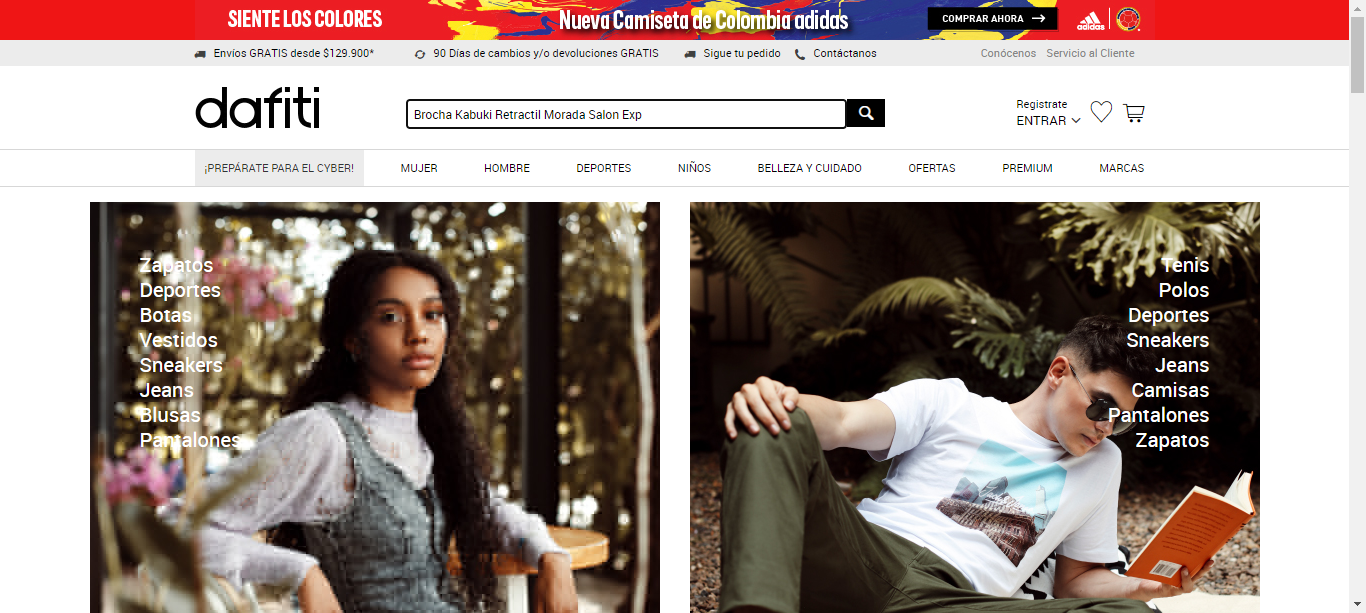 SIENTE LOS COLORES
Nueva Camiseta de Colombia adidas
COMPRAR AHORA
adidas
Envíos GRATIS desde $129.900*
90 Días de cambios y/o devoluciones GRATIS
Sigue tu pedido
Contáctanos
Conócenos
Servicio al Cliente
dafiti
Brocha Kabuki Retractil Morada Salon Exp
Registrate
ENTRAR
¡PREPÁRATE PARA EL CYBER!
MUJER
HOMBRE
DEPORTES
NIÑOS
BELLEZA Y CUIDADO
OFERTAS
PREMIUM
MARCAS
Zapatos
Deportes
Botas
Vestidos
Sneakers
Jeans
Blusas
Pantalones
Tenis
Polos
Deportes
Sneakers
Jeans
Camisas
Pantalones
Zapatos